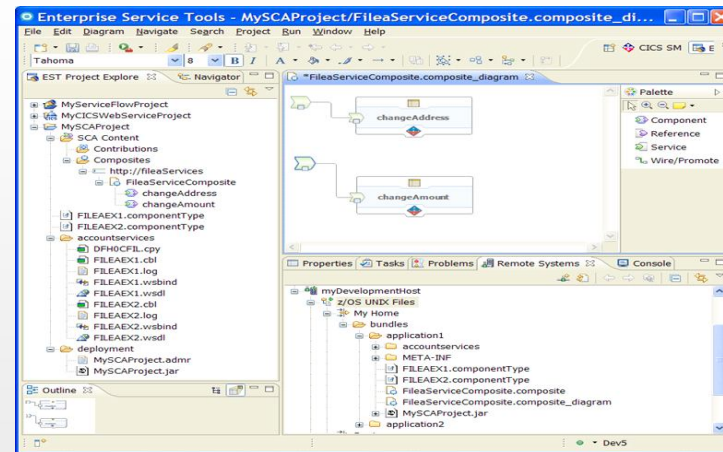 Enterprise Service Tools - MySCAProject/FileaServiceComposite.composite_di...
File Edit Diagram Navigate Search Project Run Window Help
CICS SM E
Tahoma 8 B I A
EST Project Explore Navigator
MyServiceFlowProject
MyCICSWebServiceProject
MySCAProject
SCA Content
Contributions
Composites
http://fileaServices
FileaServiceComposite
changeAddress
changeAmount
FILEAEX1.componentType
FILEAEX2.componentType
accountservices
DFH0CFIL.cpy
FILEAEX1.cbl
FILEAEX1.log
FILEAEX1.wsbind
FILEAEX1.wsdl
FILEAEX2.cbl
FILEAEX2.log
FILEAEX2.wsbind
FILEAEX2.wsdl
deployment
MySCAProject.admr
MySCAProject.jar
Outline
*FileaServiceComposite.composite_diagram
changeAddress
changeAmount
Palette
Component
Reference
Service
Wire/Promote
Properties Tasks Problems Remote Systems Console
myDevelopmentHost
z/OS UNIX Files
My Home
bundles
application1
accountservices
META-INF
FILEAEX1.componentType
FILEAEX2.componentType
FileaServiceComposite.composite
FileaServiceComposite.composite_diagram
MySCAProject.jar
application2
Dev5